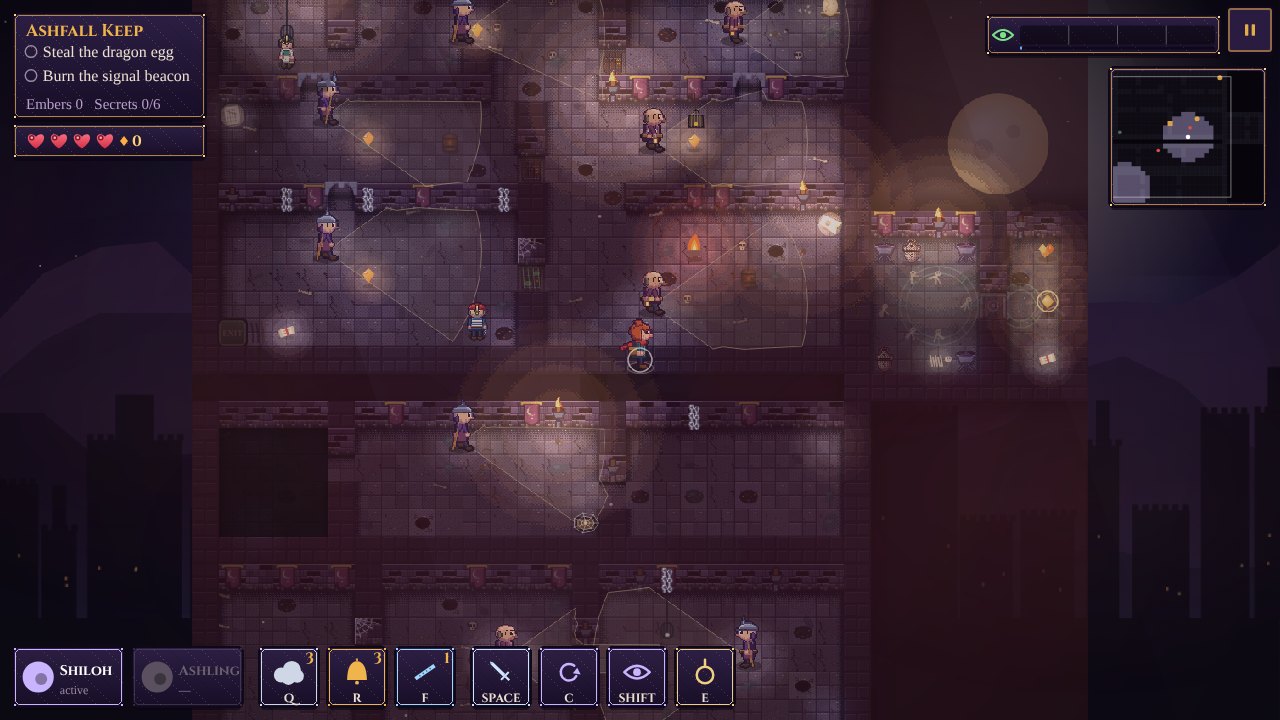 Ashfall Keep
Steal the dragon egg
Burn the signal beacon
Embers 0 Secrets 0/6
0
EXIT
Shiloh
active
Ashling
—
3
Q
3
R
1
F
SPACE
C
SHIFT
E